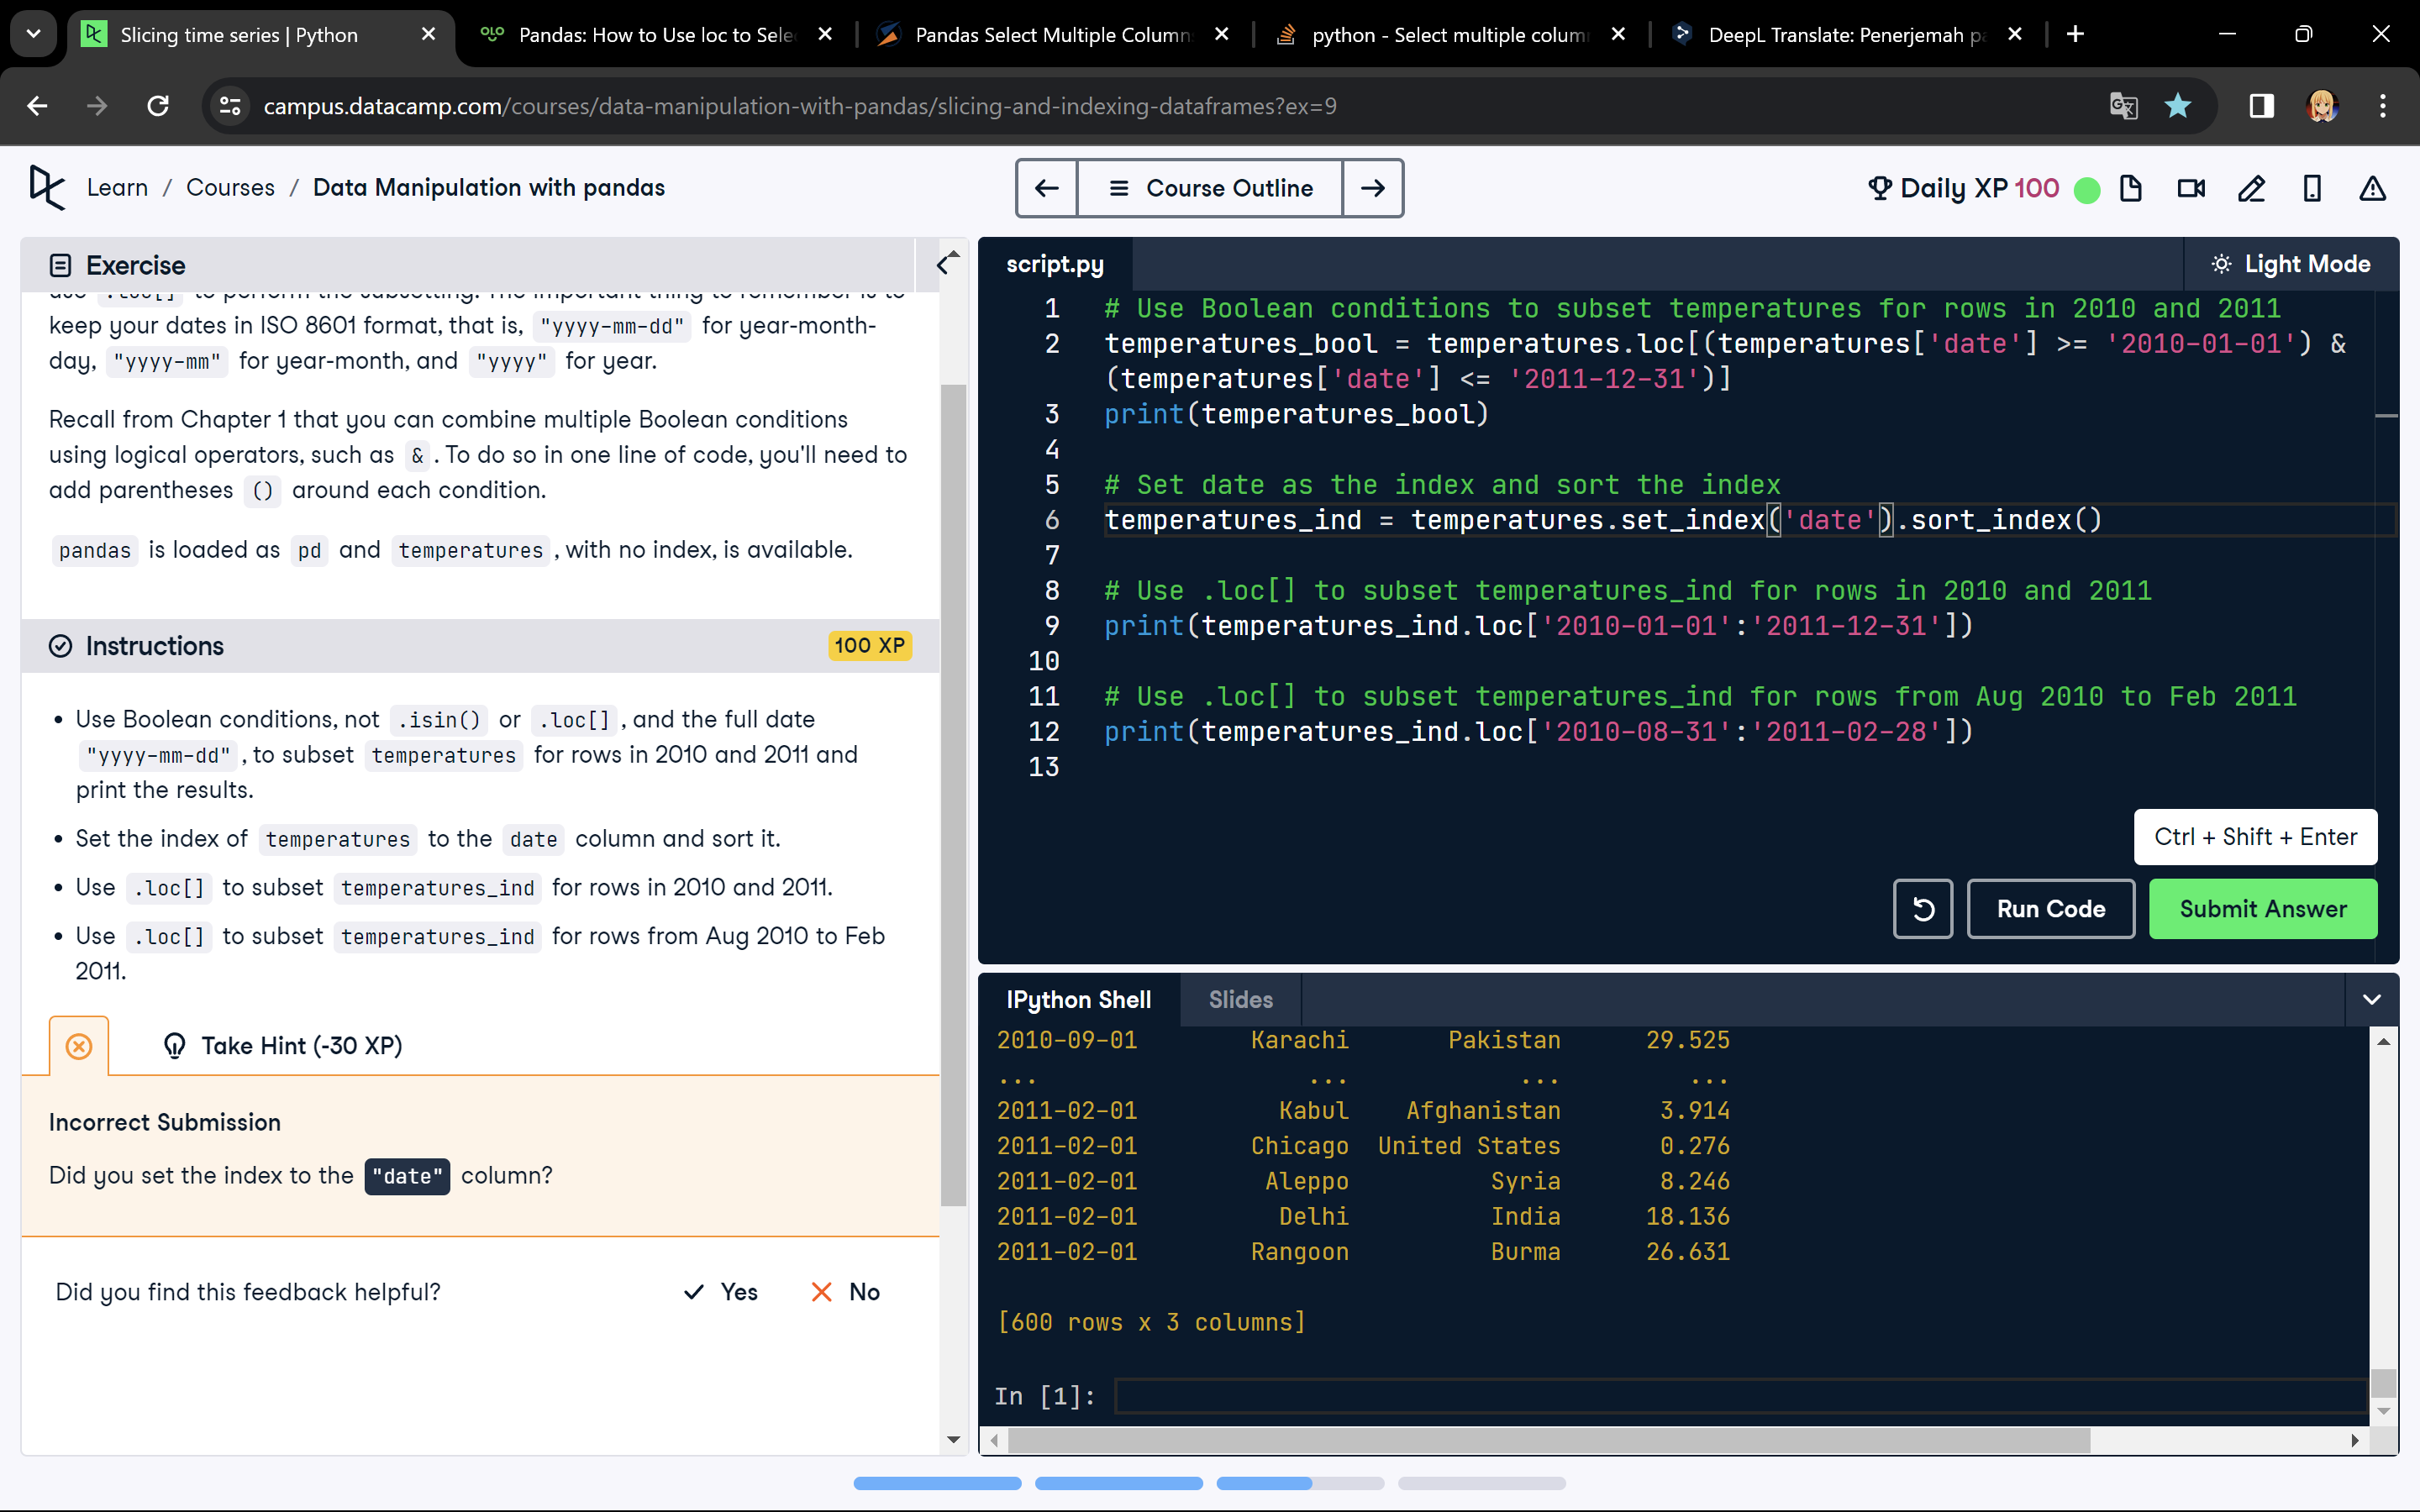 Slicing time series | Python
Pandas: How to Use loc to Sele
Pandas Select Multiple Column
python - Select multiple colum
DeepL Translate: Penerjemah pa
campus.datacamp.com/courses/data-manipulation-with-pandas/slicing-and-indexing-dataframes?ex=9
Learn / Courses / Data Manipulation with pandas
Course Outline
Daily XP 100
Exercise
use .loc[] to perform the subsetting. The important thing to remember is to
keep your dates in ISO 8601 format, that is, "yyyy-mm-dd" for year-month-
day, "yyyy-mm" for year-month, and "yyyy" for year.
Recall from Chapter 1 that you can combine multiple Boolean conditions
using logical operators, such as &. To do so in one line of code, you'll need to
add parentheses () around each condition.
pandas is loaded as pd and temperatures, with no index, is available.
Instructions
100 XP
• Use Boolean conditions, not .isin() or .loc[], and the full date
"yyyy-mm-dd", to subset temperatures for rows in 2010 and 2011 and
print the results.
• Set the index of temperatures to the date column and sort it.
• Use .loc[] to subset temperatures_ind for rows in 2010 and 2011.
• Use .loc[] to subset temperatures_ind for rows from Aug 2010 to Feb
2011.
Take Hint (-30 XP)
Incorrect Submission
Did you set the index to the "date" column?
Did you find this feedback helpful?
Yes
No
script.py
Light Mode
1 # Use Boolean conditions to subset temperatures for rows in 2010 and 2011
2 temperatures_bool = temperatures.loc[(temperatures['date'] >= '2010-01-01') &
(temperatures['date'] <= '2011-12-31')]
3 print(temperatures_bool)
4
5 # Set date as the index and sort the index
6 temperatures_ind = temperatures.set_index('date').sort_index()
7
8 # Use .loc[] to subset temperatures_ind for rows in 2010 and 2011
9 print(temperatures_ind.loc['2010-01-01':'2011-12-31'])
10
11 # Use .loc[] to subset temperatures_ind for rows from Aug 2010 to Feb 2011
12 print(temperatures_ind.loc['2010-08-31':'2011-02-28'])
13
Ctrl + Shift + Enter
Run Code
Submit Answer
IPython Shell
Slides
2010-09-01 Karachi Pakistan 29.525
... ... ... ...
2011-02-01 Kabul Afghanistan 3.914
2011-02-01 Chicago United States 0.276
2011-02-01 Aleppo Syria 8.246
2011-02-01 Delhi India 18.136
2011-02-01 Rangoon Burma 26.631
[600 rows x 3 columns]
In [1]: